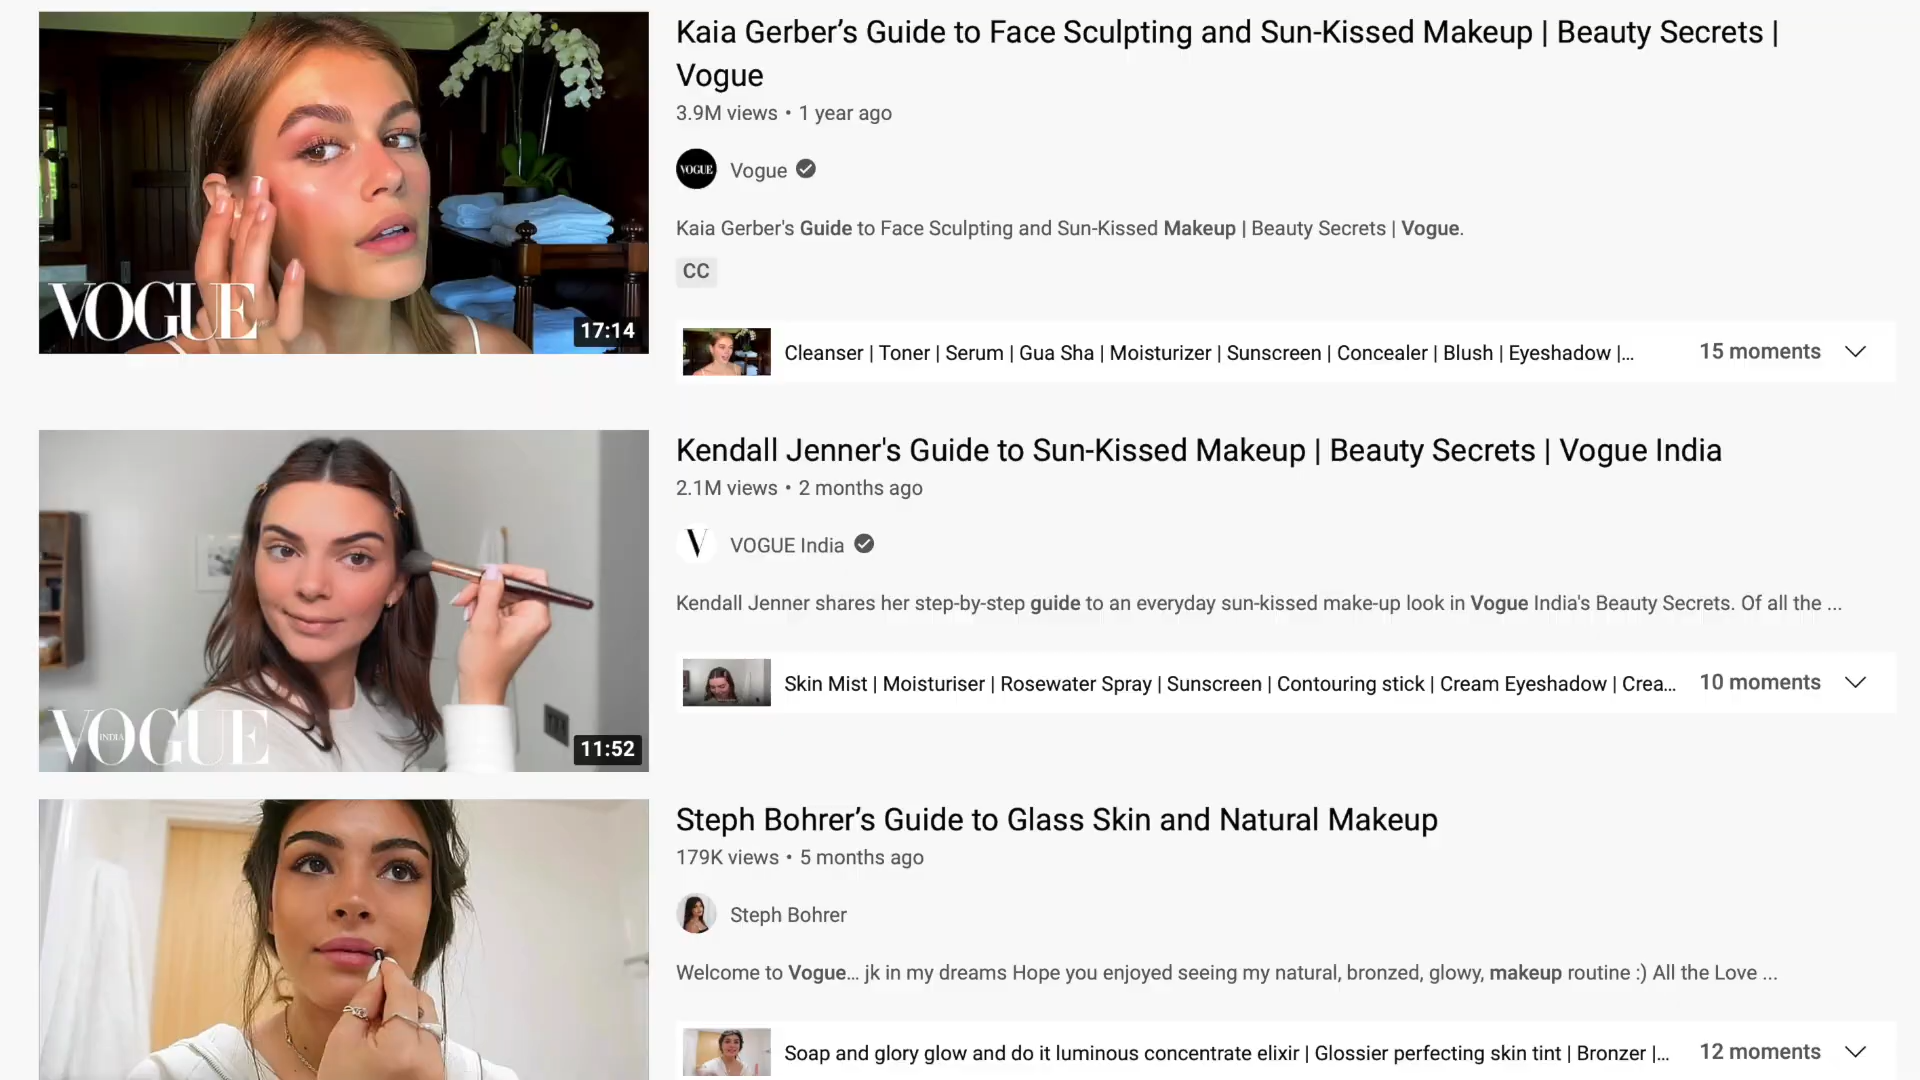 VOGUE
17:14
Kaia Gerber’s Guide to Face Sculpting and Sun-Kissed Makeup | Beauty Secrets |
Vogue
3.9M views • 1 year ago
VOGUE
Vogue
Kaia Gerber's Guide to Face Sculpting and Sun-Kissed Makeup | Beauty Secrets | Vogue.
CC
Cleanser | Toner | Serum | Gua Sha | Moisturizer | Sunscreen | Concealer | Blush | Eyeshadow |...
15 moments
VOGUE
INDIA
11:52
Kendall Jenner's Guide to Sun-Kissed Makeup | Beauty Secrets | Vogue India
2.1M views • 2 months ago
V
VOGUE India
Kendall Jenner shares her step-by-step guide to an everyday sun-kissed make-up look in Vogue India's Beauty Secrets. Of all the ...
Skin Mist | Moisturiser | Rosewater Spray | Sunscreen | Contouring stick | Cream Eyeshadow | Crea...
10 moments
Steph Bohrer’s Guide to Glass Skin and Natural Makeup
179K views • 5 months ago
Steph Bohrer
Welcome to Vogue... jk in my dreams Hope you enjoyed seeing my natural, bronzed, glowy, makeup routine :) All the Love ...
Soap and glory glow and do it luminous concentrate elixir | Glossier perfecting skin tint | Bronzer |...
12 moments